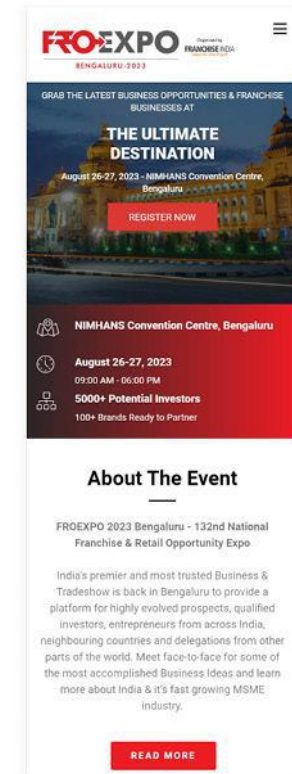 FROEXPO
BENGALURU-2023
Organised by
FRANCHISE INDIA
GRAB THE LATEST BUSINESS OPPORTUNITIES & FRANCHISE
BUSINESSES AT
THE ULTIMATE
DESTINATION
August 26-27, 2023 - NIMHANS Convention Centre,
Bengaluru
REGISTER NOW
NIMHANS Convention Centre, Bengaluru
August 26-27, 2023
09:00 AM - 06:00 PM
5000+ Potential Investors
100+ Brands Ready to Partner
About The Event
FROEXPO 2023 Bengaluru - 132nd National
Franchise & Retail Opportunity Expo
India's premier and most trusted Business &
Tradeshow is back in Bengaluru to provide a
platform for highly evolved prospects, qualified
investors, entrepreneurs from across India,
neighbouring countries and delegations from other
parts of the world. Meet face-to-face for some of
the most accomplished Business Ideas and learn
more about India & it's fast growing MSME
industry.
READ MORE